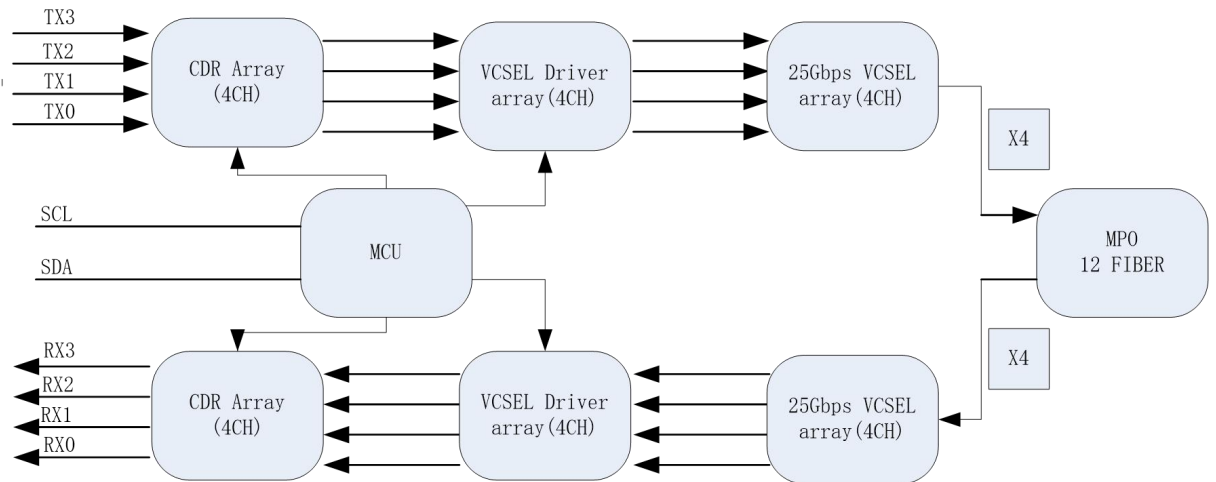 TX3
TX2
TX1
TX0
CDR Array
(4CH)
VCSEL Driver
array(4CH)
25Gbps VCSEL
array(4CH)
X4
SCL
SDA
MCU
MPO
12 FIBER
X4
RX3
RX2
RX1
RX0
CDR Array
(4CH)
VCSEL Driver
array(4CH)
25Gbps VCSEL
array(4CH)